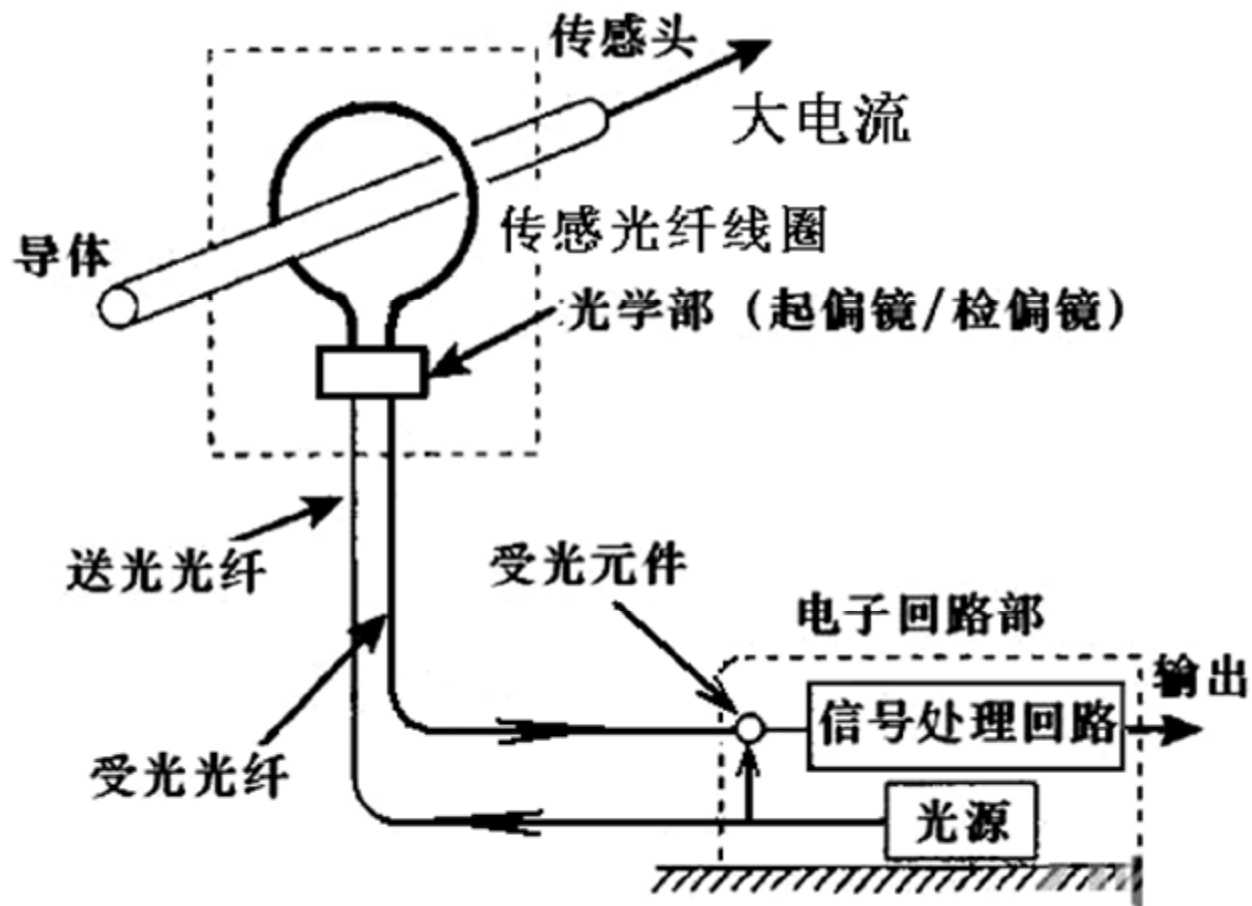 传感头
大电流
导体
传感光纤线圈
光学部（起偏镜/检偏镜）
送光光纤
受光元件
电子回路部
输出
信号处理回路
受光光纤
光源